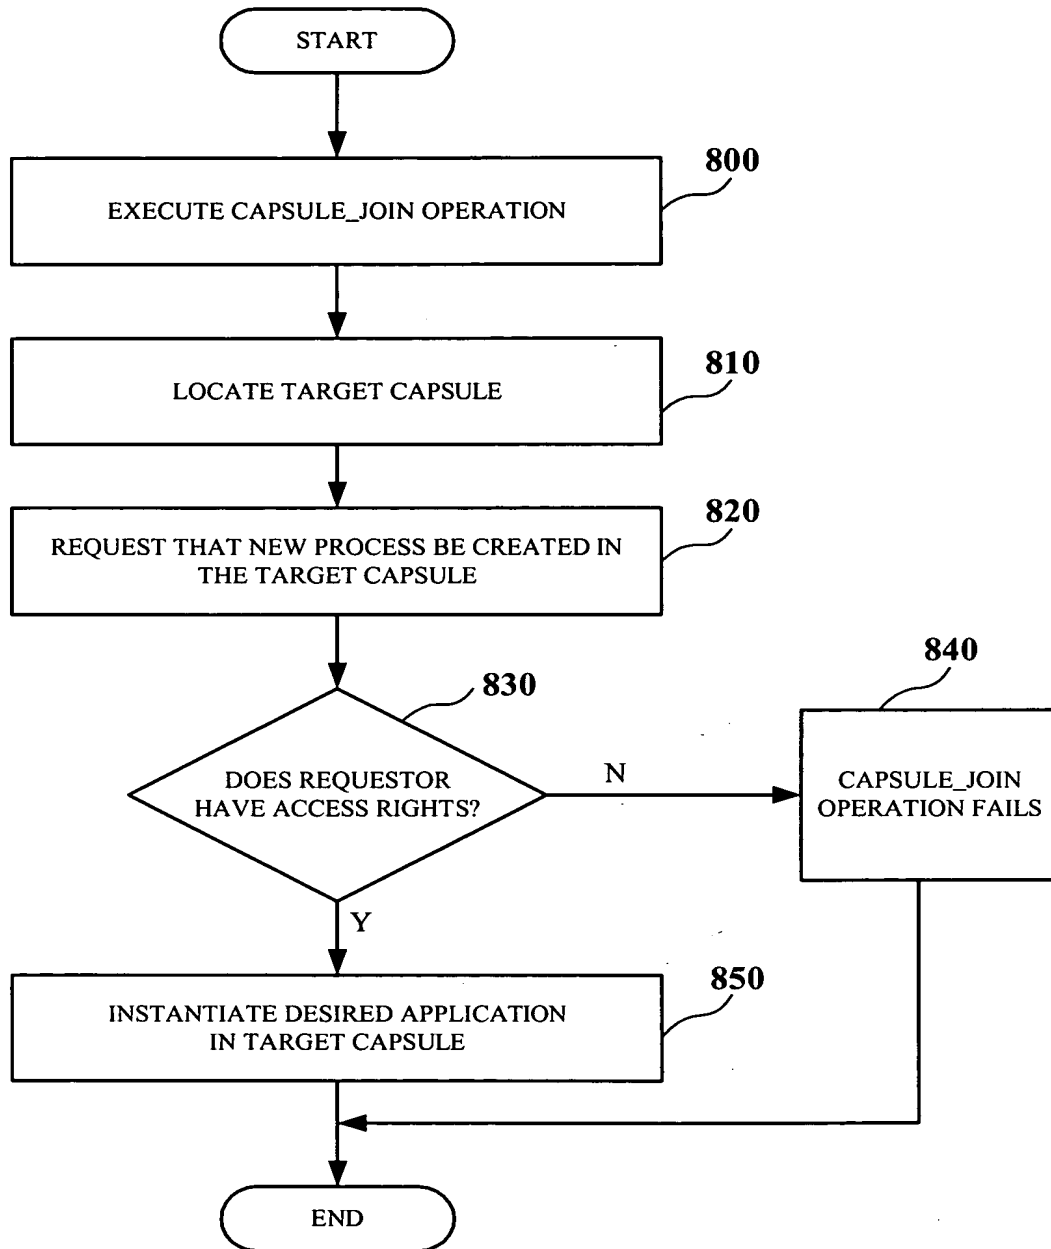 START
800
EXECUTE CAPSULE_JOIN OPERATION
810
LOCATE TARGET CAPSULE
820
REQUEST THAT NEW PROCESS BE CREATED IN
THE TARGET CAPSULE
830
DOES REQUESTOR
HAVE ACCESS RIGHTS?
N
840
CAPSULE_JOIN
OPERATION FAILS
Y
850
INSTANTIATE DESIRED APPLICATION
IN TARGET CAPSULE
END